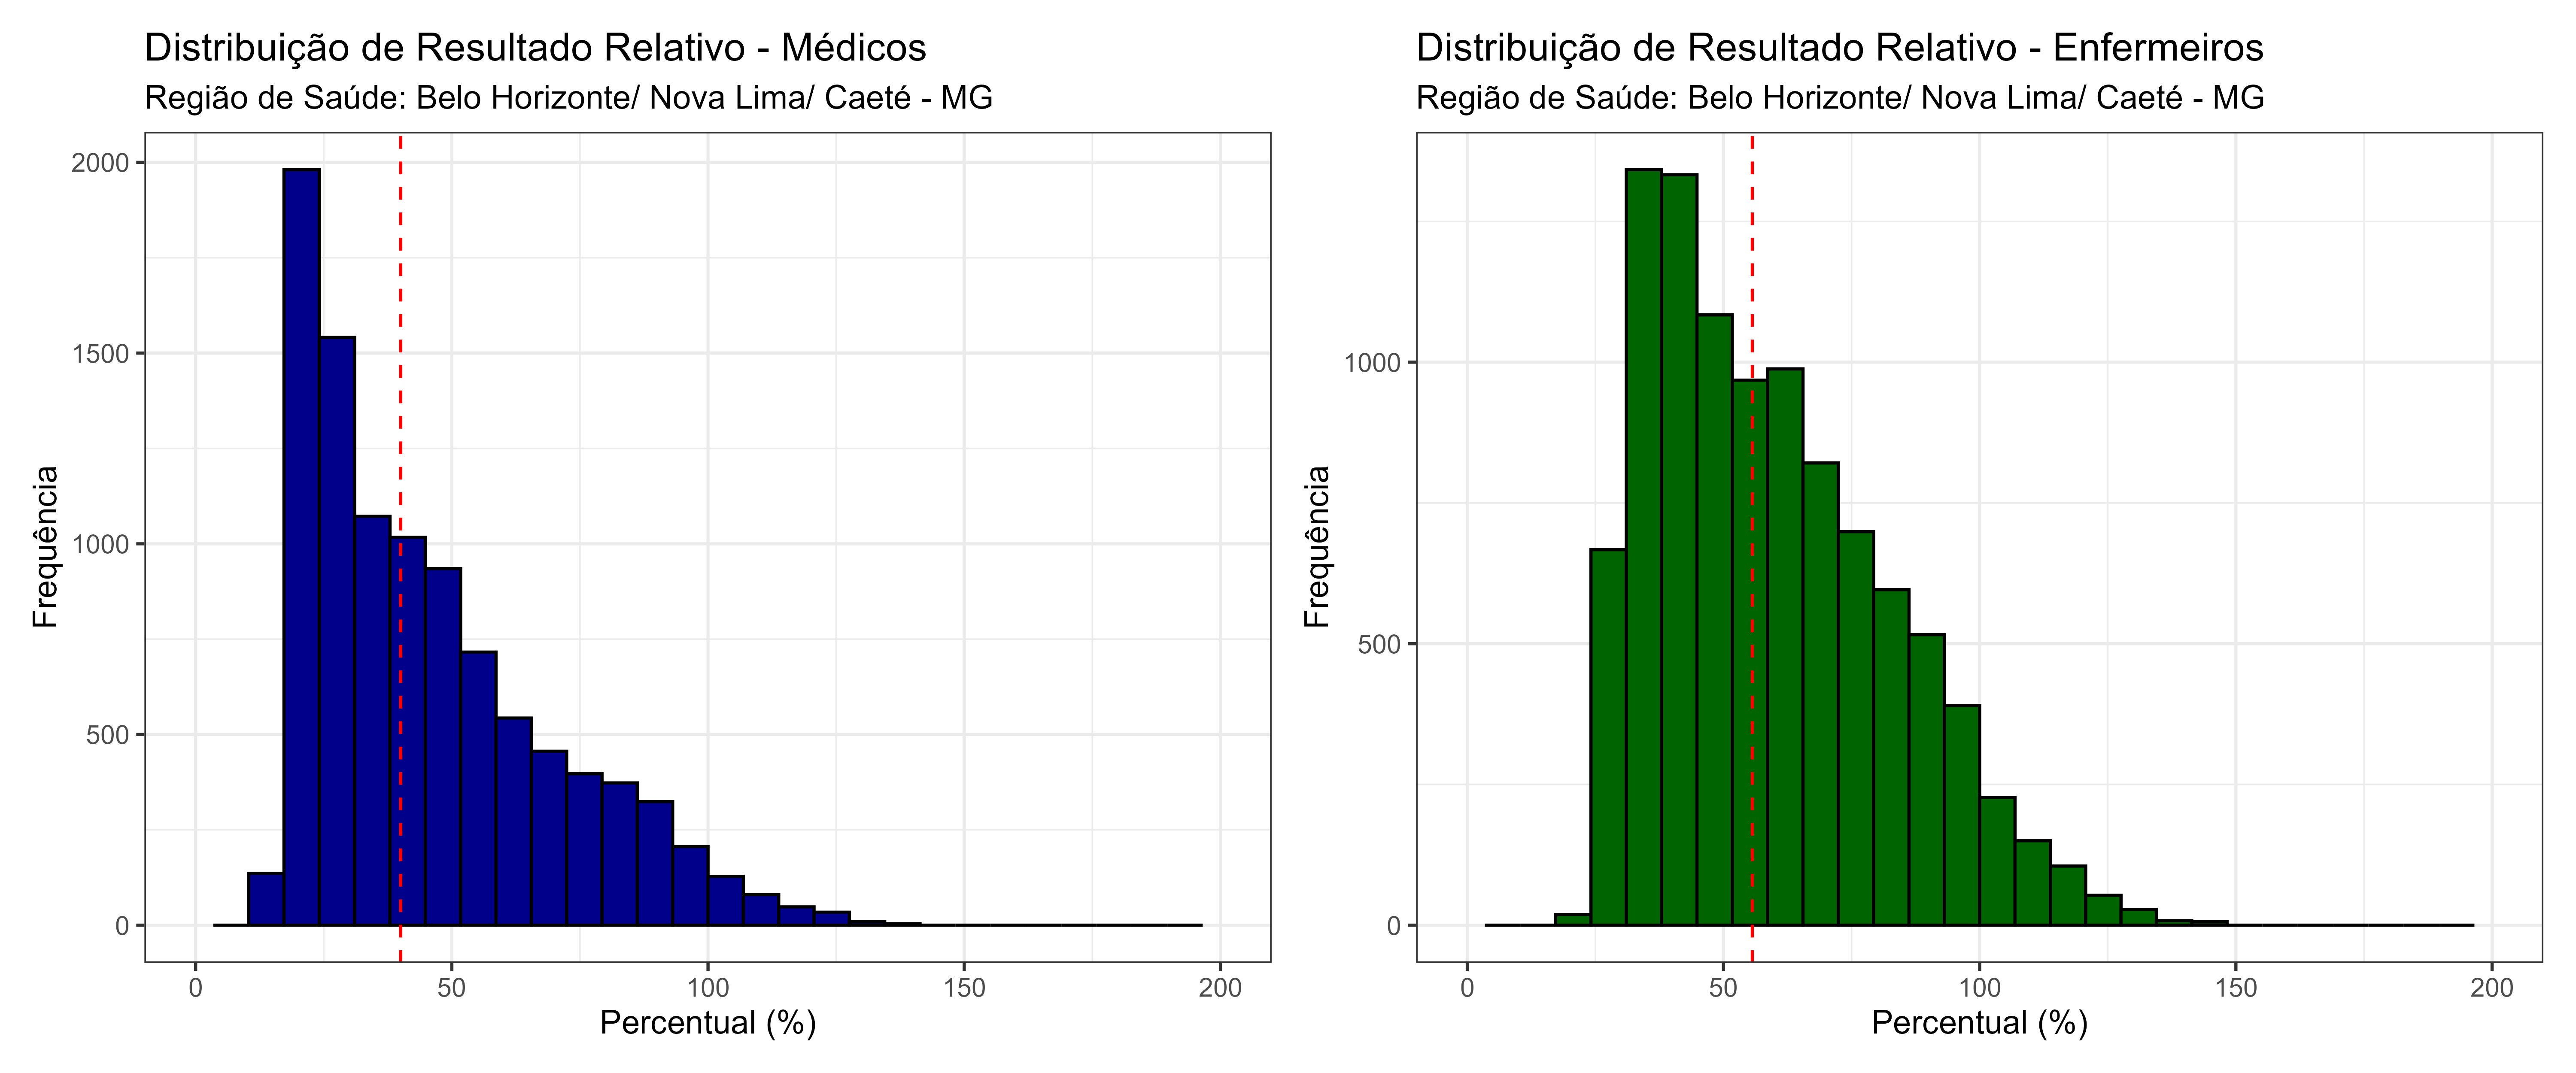 Distribuição de Resultado Relativo - Médicos
Região de Saúde: Belo Horizonte/ Nova Lima/ Caeté - MG
Frequência
2000
1500
1000
500
0
0 50 100 150 200
Percentual (%)
Distribuição de Resultado Relativo - Enfermeiros
Região de Saúde: Belo Horizonte/ Nova Lima/ Caeté - MG
Frequência
1000
500
0
0 50 100 150 200
Percentual (%)